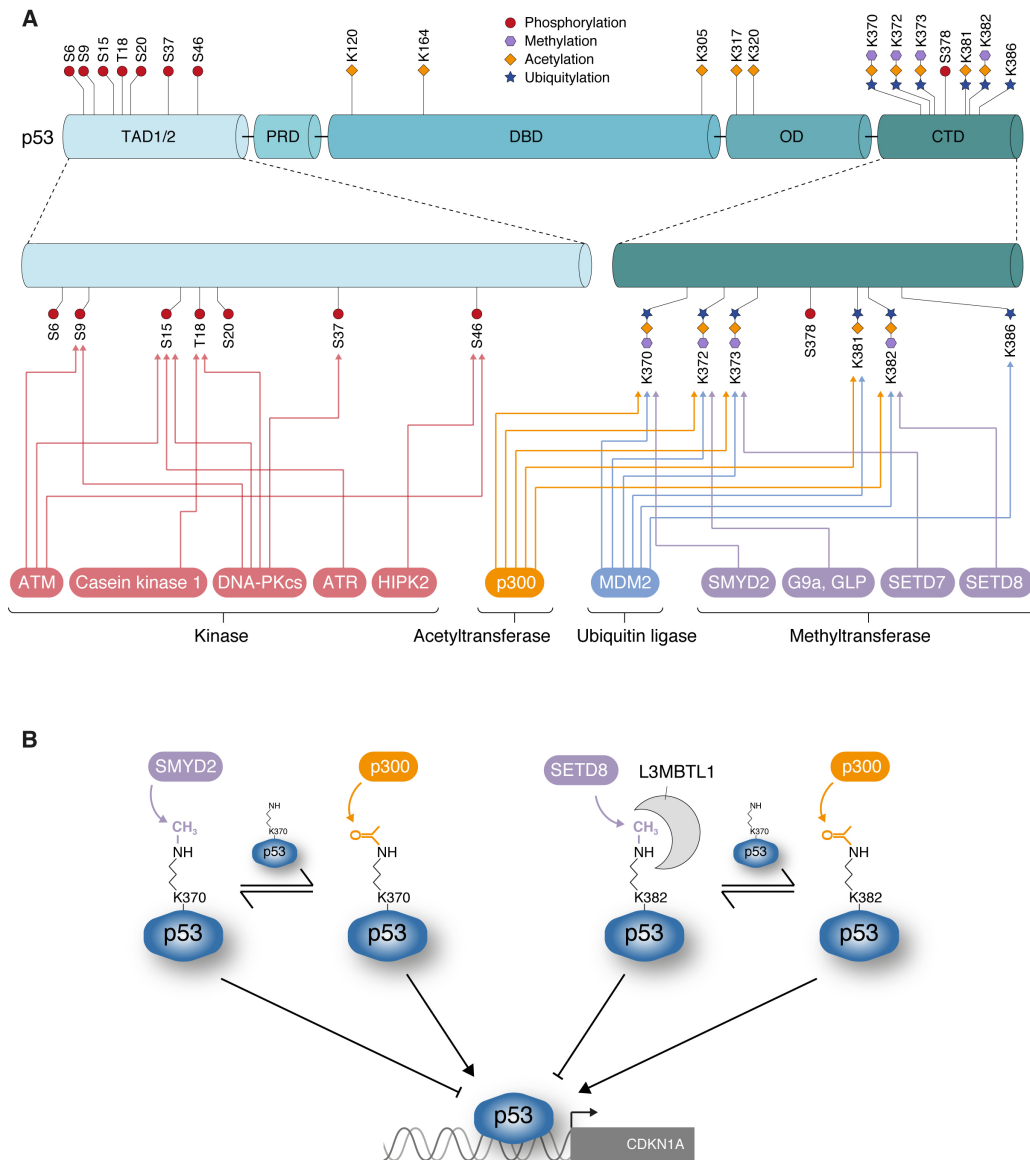 A
Phosphorylation
Methylation
Acetylation
Ubiquitylation
S6
S9
S15
T18
S20
S37
S46
K120
K164
K305
K317
K320
K370
K372
K373
S378
K381
K382
K386
p53
TAD1/2
PRD
DBD
OD
CTD
S6
S9
S15
T18
S20
S37
S46
K370
K372
K373
S378
K381
K382
K386
ATM
Casein kinase 1
DNA-PKcs
ATR
HIPK2
p300
MDM2
SMYD2
G9a, GLP
SETD7
SETD8
Kinase
Acetyltransferase
Ubiquitin ligase
Methyltransferase
B
SMYD2
p300
SETD8
L3MBTL1
p300
CH3
NH
K370
p53
NH
K370
p53
O
NH
K370
p53
CH3
NH
K382
p53
NH
K370
p53
O
NH
K382
p53
p53
CDKN1A